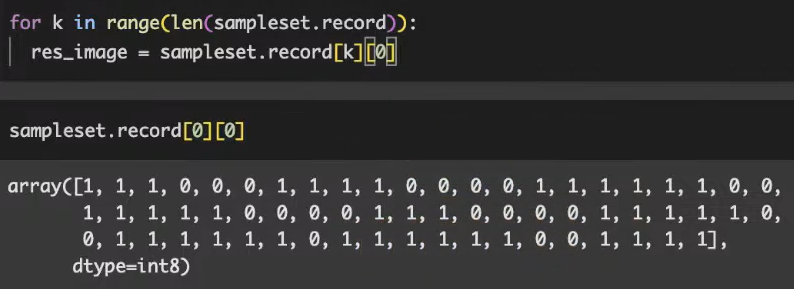 for k in range(len(sampleset.record)):
res_image = sampleset.record[k][0]
sampleset.record[0][0]
array([1, 1, 1, 0, 0, 0, 1, 1, 1, 1, 0, 0, 0, 0, 1, 1, 1, 1, 1, 1, 0, 0,
1, 1, 1, 1, 1, 0, 0, 0, 0, 1, 1, 1, 0, 0, 0, 0, 1, 1, 1, 1, 1, 0,
0, 1, 1, 1, 1, 1, 1, 0, 1, 1, 1, 1, 1, 1, 0, 0, 1, 1, 1, 1],
dtype=int8)